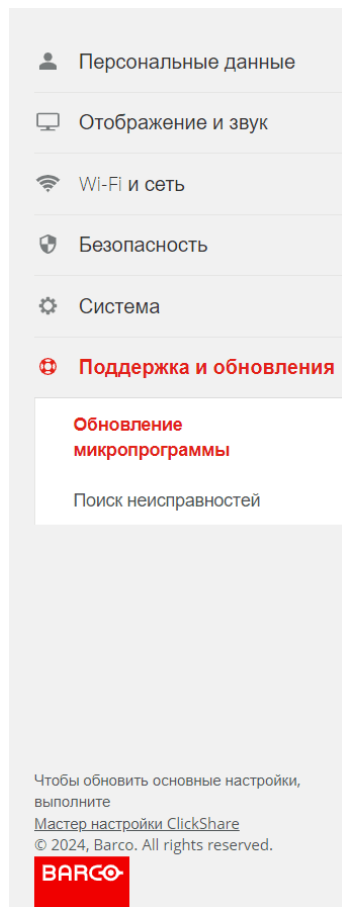 Персональные данные
Отображение и звук
Wi-Fi и сеть
Безопасность
Система
Поддержка и обновления
Обновление
микропрограммы
Поиск неисправностей
Чтобы обновить основные настройки,
выполните
Мастер настройки ClickShare
© 2024, Barco. All rights reserved.
BARCO